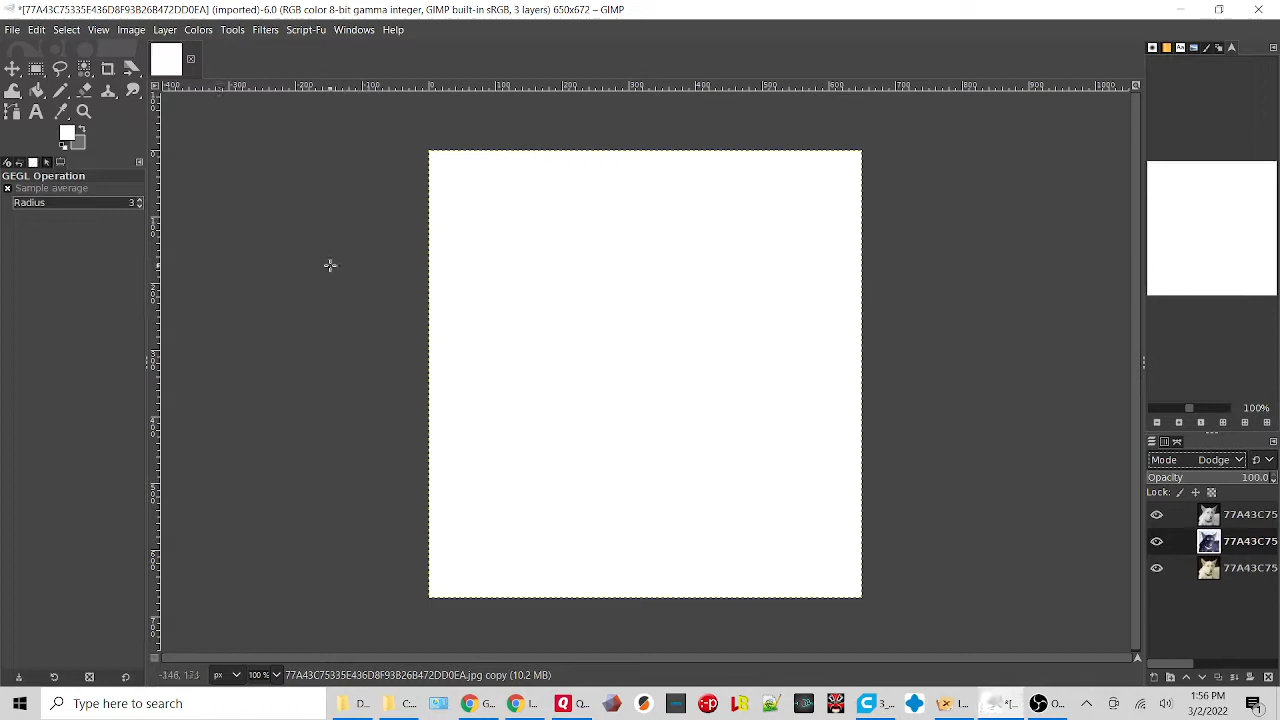 *[77A43C75335E436D8F93B26B472DD0EA] (imported)-6.0 (RGB color 8-bit gamma integer, GIMP built-in sRGB, 3 layers) 650x672 – GIMP
File Edit Select View Image Layer Colors Tools Filters Script-Fu Windows Help
GEGL Operation
Sample average
Radius 3
100%
Mode Dodge
Opacity 100.0
Lock:
77A43C75
77A43C75
77A43C75
px 100 % 77A43C75335E436D8F93B26B472DD0EA.jpg copy (10.2 MB)
Type here to search
1:56 PM
3/2/2022